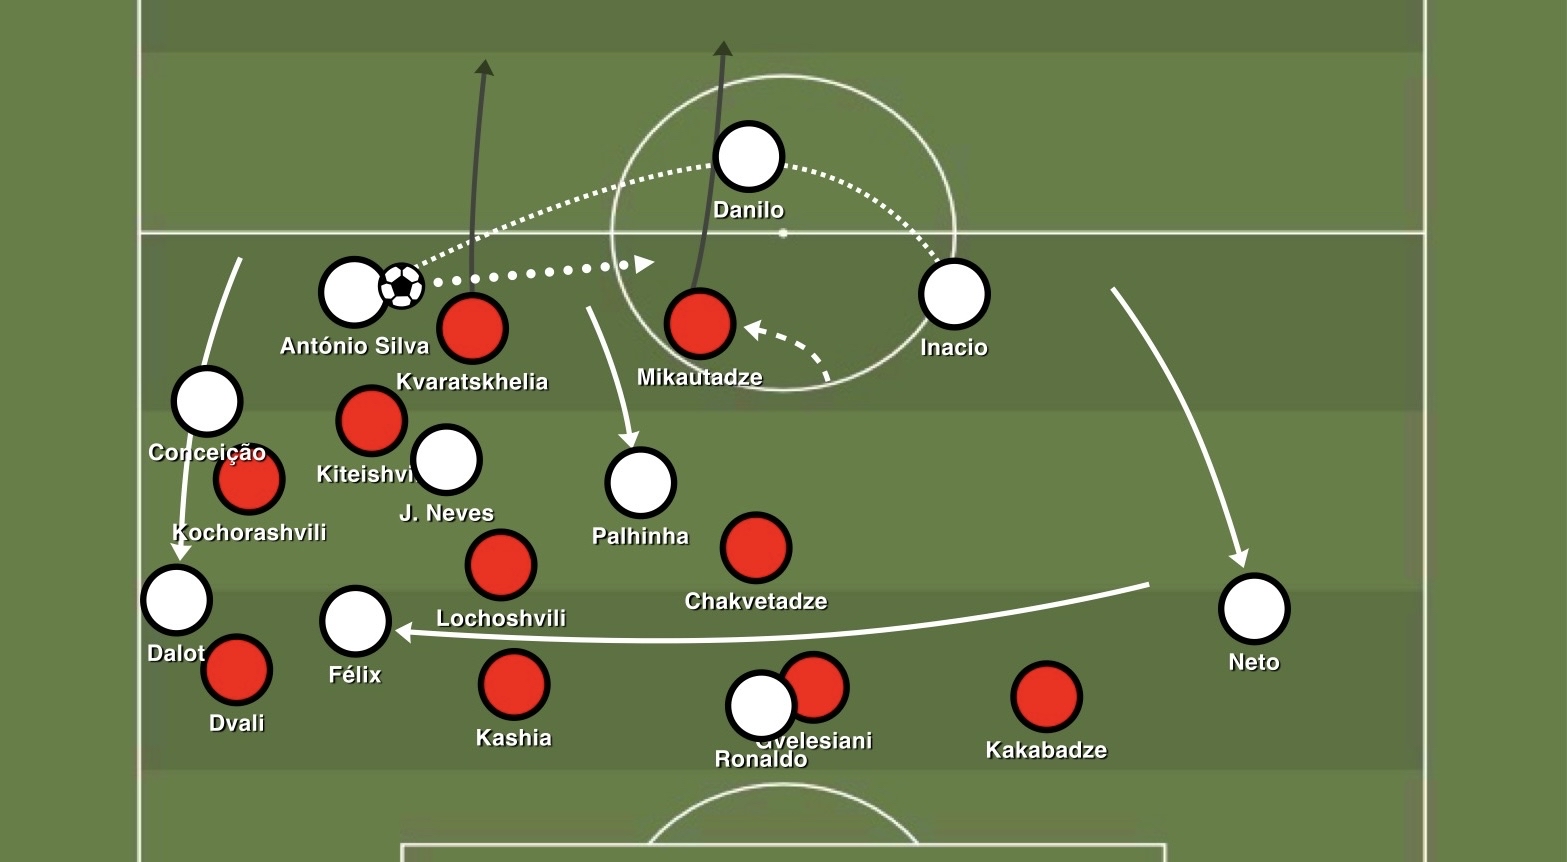 Danilo
António Silva
Inacio
Kvaratskhelia
Mikautadze
Conceição
Kiteishvi
J. Neves
Kochorashvili
Palhinha
Chakvetadze
Lochoshvili
Dalot
Félix
Neto
Dvali
Kashia
Gvelesiani
Kakabadze
Ronaldo